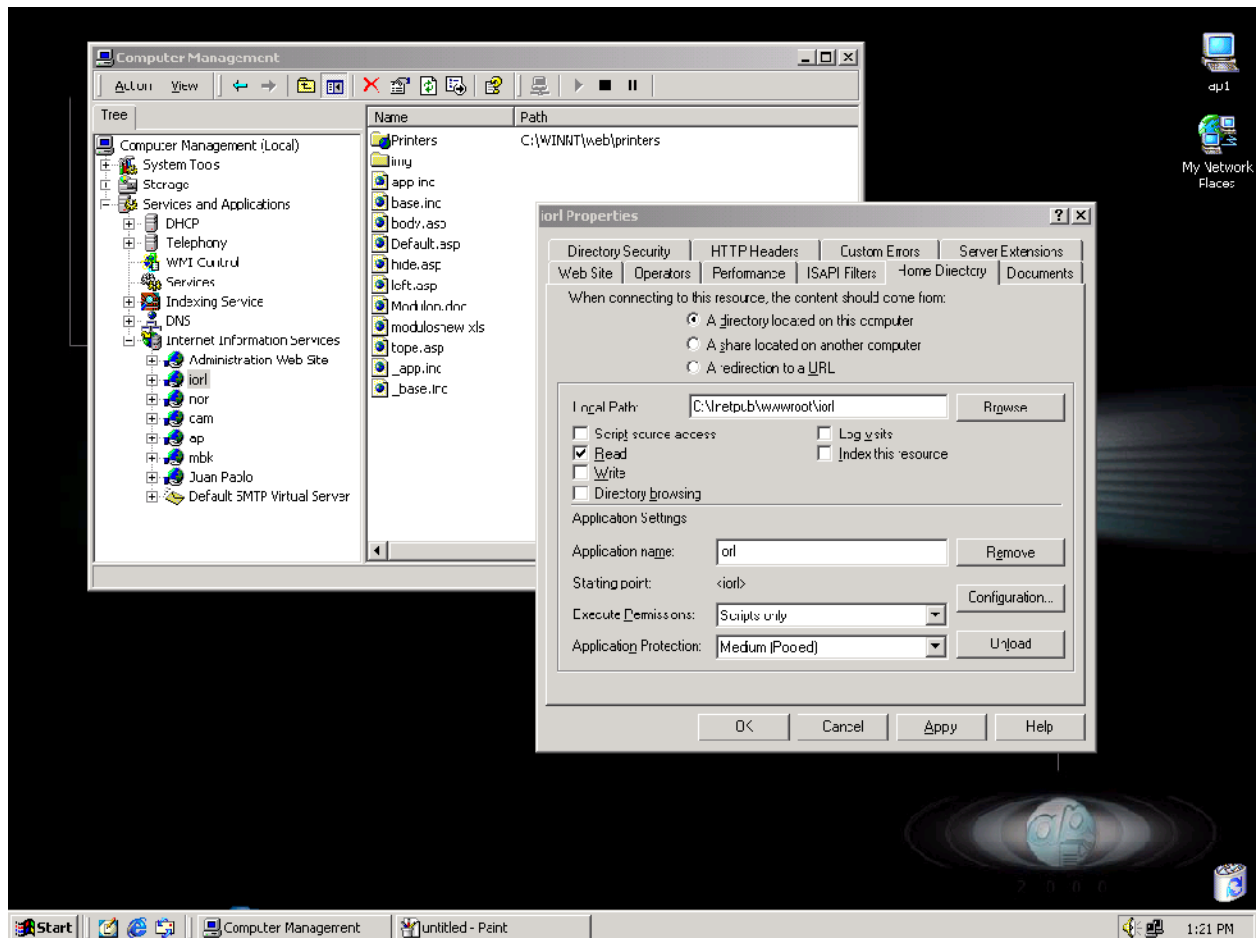 Computer Management
Action View
Tree
Name Path
Computer Management (Local)
System Tools
Storage
Services and Applications
DHCP
Telephony
WMI Control
Services
Indexing Service
DNS
Internet Information Services
Administration Web Site
iorl
nor
cam
ap
mbk
Juan Pablo
Default SMTP Virtual Server
Printers C:\WINNT\web\printers
img
app.inc
base.inc
body.asp
Default.asp
hide.asp
left.asp
modulosnew.xls
tope.asp
_app.inc
_base.inc
iorl Properties
Directory Security HTTP Headers Custom Errors Server Extensions
Web Site Operators Performance ISAPI Filters Home Directory Documents
When connecting to this resource, the content should come from:
A directory located on this computer
A share located on another computer
A redirection to a URL
Local Path: C:\Inetpub\wwwroot\iorl Browse
Script source access Log visits
Read Index this resource
Write
Directory browsing
Application Settings
Application name: iorl Remove
Starting point: <iorl>
Configuration...
Execute Permissions: Scripts only
Application Protection: Medium (Pooled) Unload
OK Cancel Apply Help
ap1
My Network
Places
2000
Start Computer Management untitled - Paint 1:21 PM